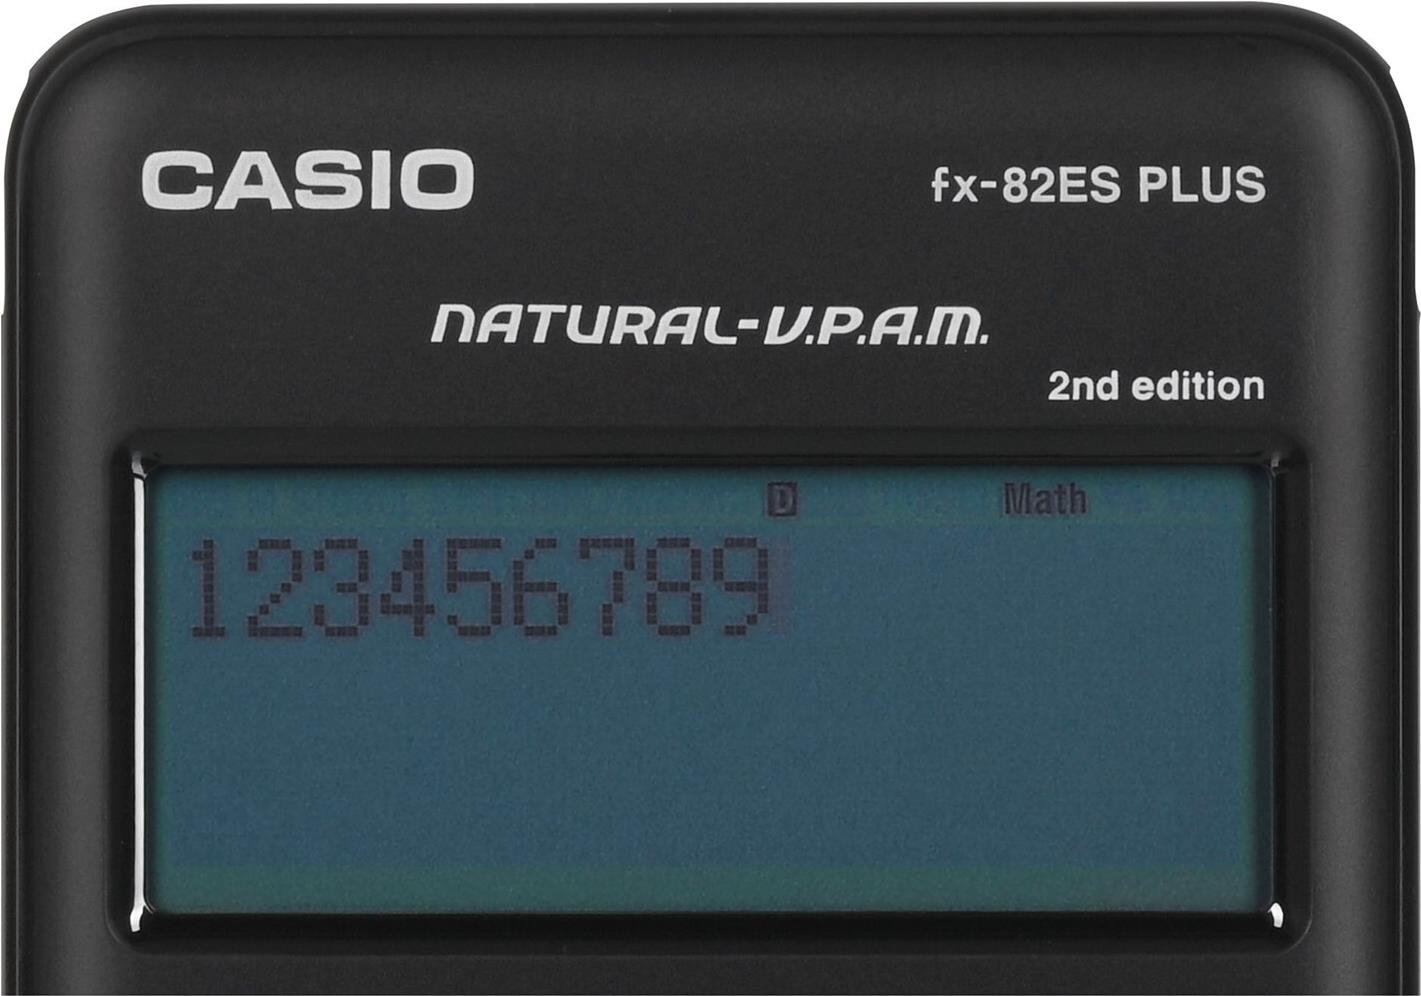 CASIO fx-82ES PLUS
NATURAL-V.P.A.M.
2nd edition
D Math
123456789